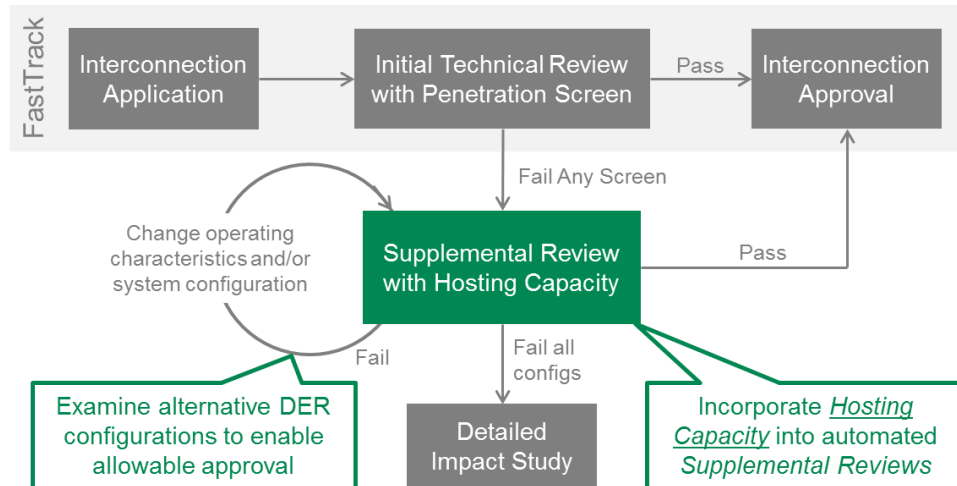 FastTrack
Interconnection
Application
Initial Technical Review
with Penetration Screen
Pass
Interconnection
Approval
Fail Any Screen
Change operating
characteristics and/or
system configuration
Supplemental Review
with Hosting Capacity
Pass
Fail
Fail all
configs
Examine alternative DER
configurations to enable
allowable approval
Detailed
Impact Study
Incorporate Hosting
Capacity into automated
Supplemental Reviews